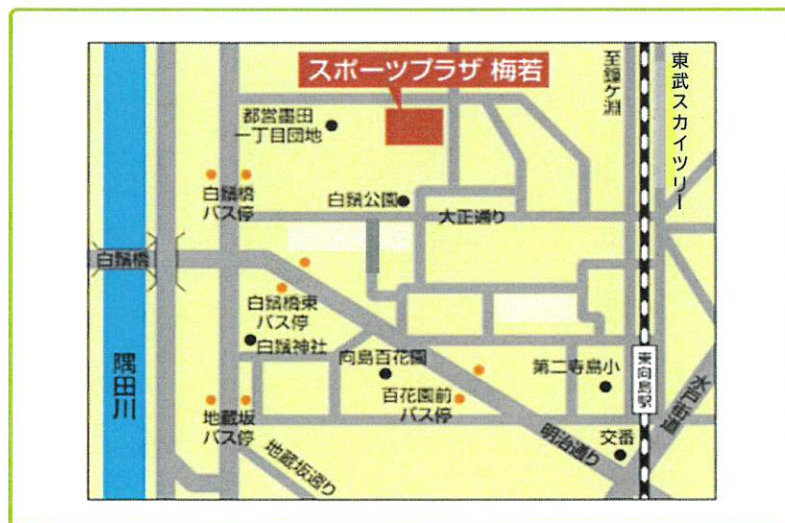 スポーツプラザ 梅若
至鐘ケ淵
東武スカイツリー
都営墨田
一丁目団地
白鬚橋
バス停
白鬚公園
大正通り
白鬚橋
白鬚橋東
バス停
白鬚神社
向島百花園
第二寺島小
東向島駅
水戸街道
隅田川
地蔵坂
バス停
百花園前
バス停
地蔵坂通り
明治通り
交番